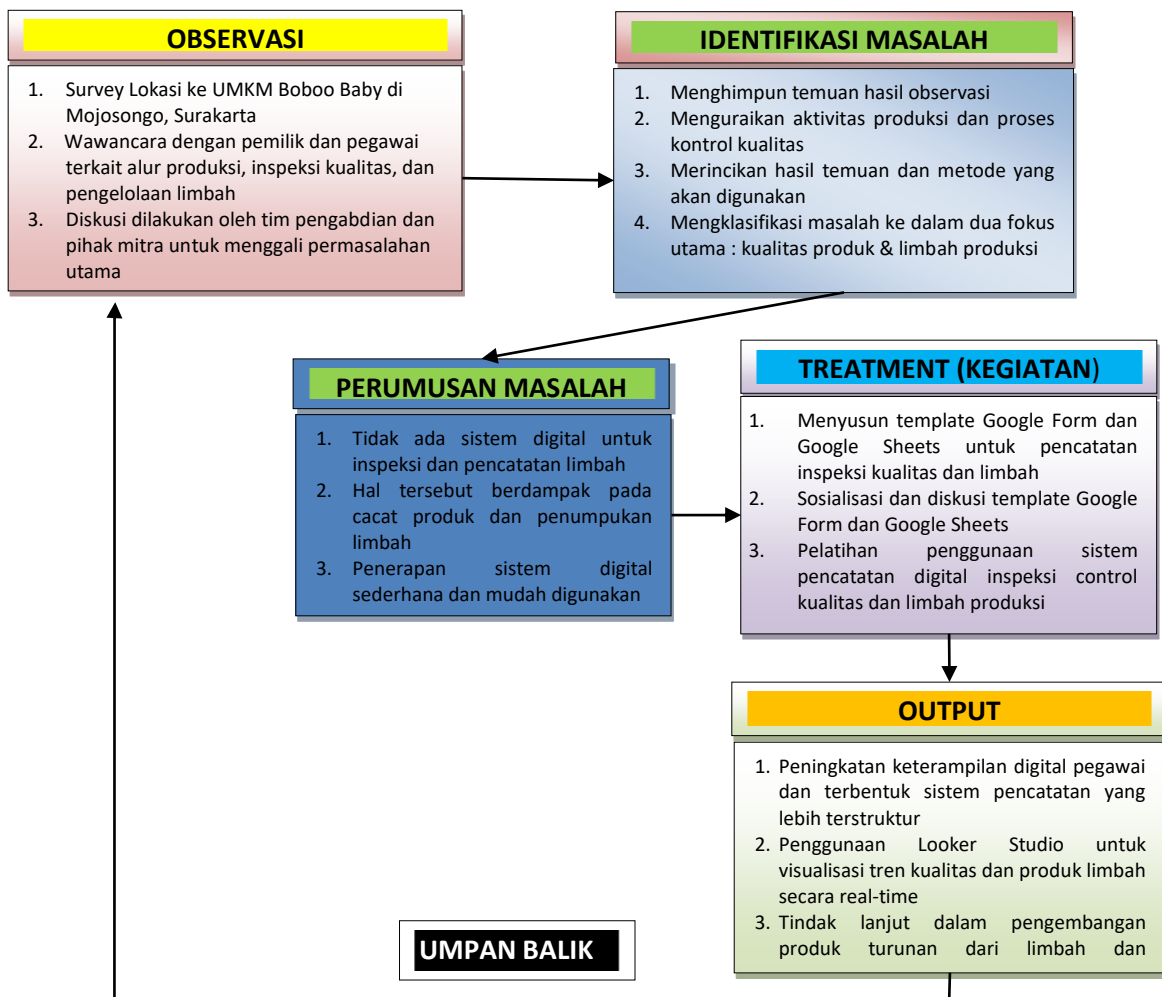 OBSERVASI
1. Survey Lokasi ke UMKM Boboo Baby di
Mojosongo, Surakarta
2. Wawancara dengan pemilik dan pegawai
terkait alur produksi, inspeksi kualitas, dan
pengelolaan limbah
3. Diskusi dilakukan oleh tim pengabdian dan
pihak mitra untuk menggali permasalahan
utama
IDENTIFIKASI MASALAH
1. Menghimpun temuan hasil observasi
2. Menguraikan aktivitas produksi dan proses
kontrol kualitas
3. Merincikan hasil temuan dan metode yang
akan digunakan
4. Mengklasifikasi masalah ke dalam dua fokus
utama : kualitas produk & limbah produksi
PERUMUSAN MASALAH
1. Tidak ada sistem digital untuk
inspeksi dan pencatatan limbah
2. Hal tersebut berdampak pada
cacat produk dan penumpukan
limbah
3. Penerapan sistem digital
sederhana dan mudah digunakan
TREATMENT (KEGIATAN)
1. Menyusun template Google Form dan
Google Sheets untuk pencatatan
inspeksi kualitas dan limbah
2. Sosialisasi dan diskusi template Google
Form dan Google Sheets
3. Pelatihan penggunaan sistem
pencatatan digital inspeksi control
kualitas dan limbah produksi
OUTPUT
1. Peningkatan keterampilan digital pegawai
dan terbentuk sistem pencatatan yang
lebih terstruktur
2. Penggunaan Looker Studio untuk
visualisasi tren kualitas dan produk limbah
secara real-time
3. Tindak lanjut dalam pengembangan
produk turunan dari limbah dan
UMPAN BALIK